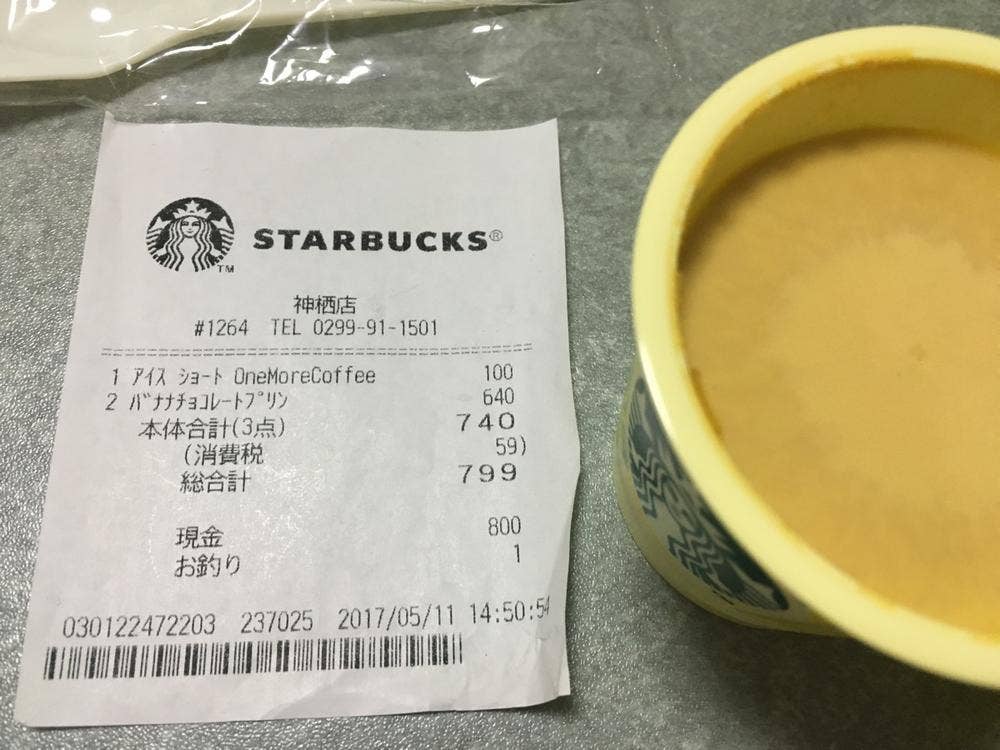 STARBUCKS®
TM
神栖店
#1264 TEL 0299-91-1501
1 アイス ショート OneMoreCoffee 100
2 バナナチョコレートプリン 640
本体合計(3点) 740
(消費税 59)
総合計 799
現金 800
お釣り 1
030122472203 237025 2017/05/11 14:50:54